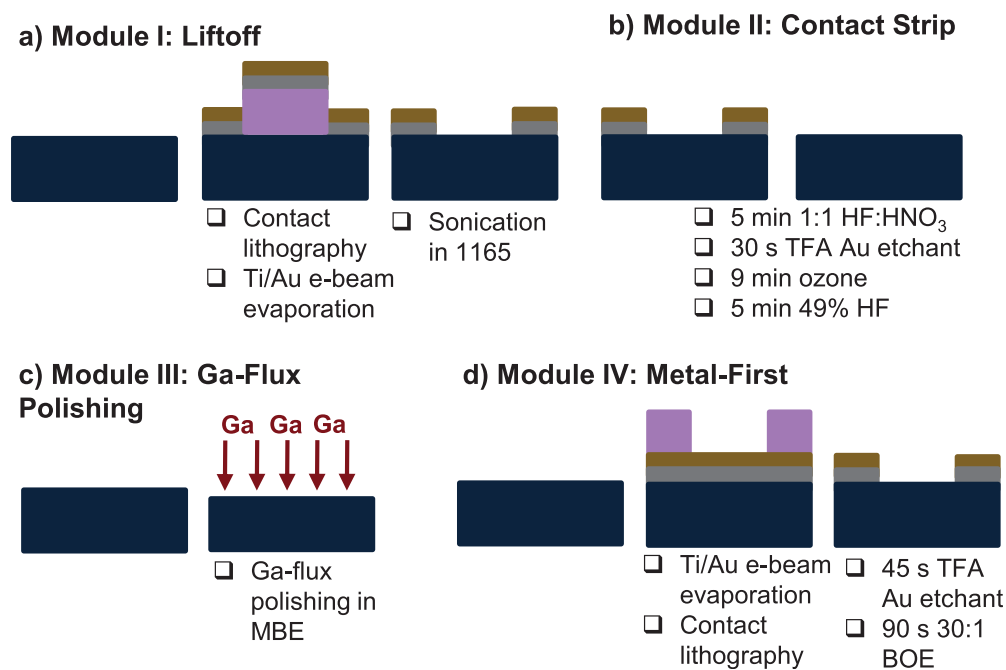 a) Module I: Liftoff
❑ Contact
lithography
❑ Ti/Au e-beam
evaporation
❑ Sonication
in 1165
b) Module II: Contact Strip
❑ 5 min 1:1 HF:HNO₃
❑ 30 s TFA Au etchant
❑ 9 min ozone
❑ 5 min 49% HF
c) Module III: Ga-Flux
Polishing
Ga Ga Ga
❑ Ga-flux
polishing in
MBE
d) Module IV: Metal-First
❑ Ti/Au e-beam
evaporation
❑ Contact
lithography
❑ 45 s TFA
Au etchant
❑ 90 s 30:1
BOE